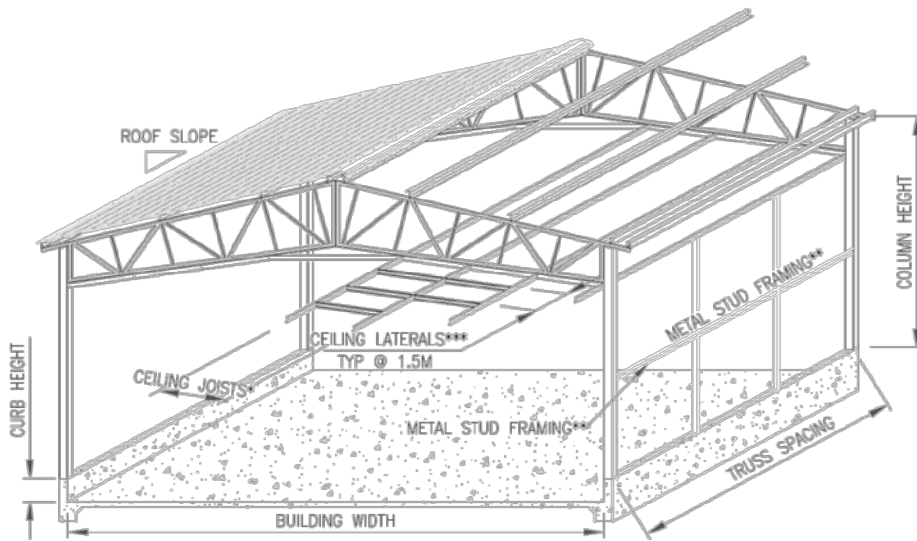 ROOF SLOPE
COLUMN HEIGHT
METAL STUD FRAMING**
CEILING LATERALS***
TYP @ 1.5M
CEILING JOISTS*
CURB HEIGHT
METAL STUD FRAMING**
TRUSS SPACING
BUILDING WIDTH